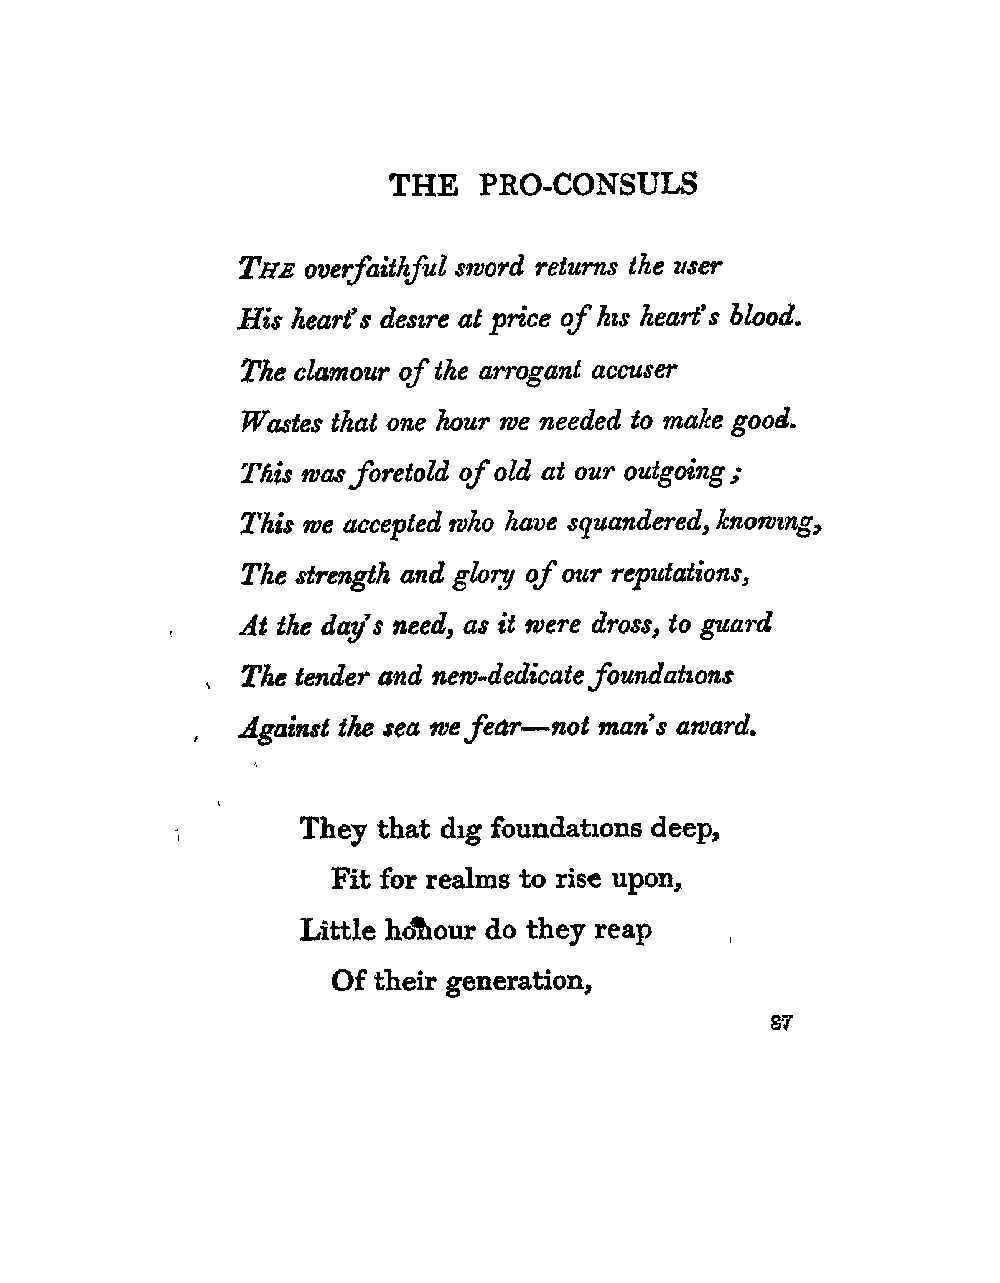 THE PRO-CONSULS
THE overfaithful sword returns the user
His heart's desire at price of his heart's blood.
The clamour of the arrogant accuser
Wastes that one hour we needed to make good.
This was foretold of old at our outgoing;
This we accepted who have squandered, knowing,
The strength and glory of our reputations,
At the day's need, as it were dross, to guard
The tender and new-dedicate foundations
Against the sea we fear—not man's award.
They that dig foundations deep,
Fit for realms to rise upon,
Little honour do they reap
Of their generation,
87